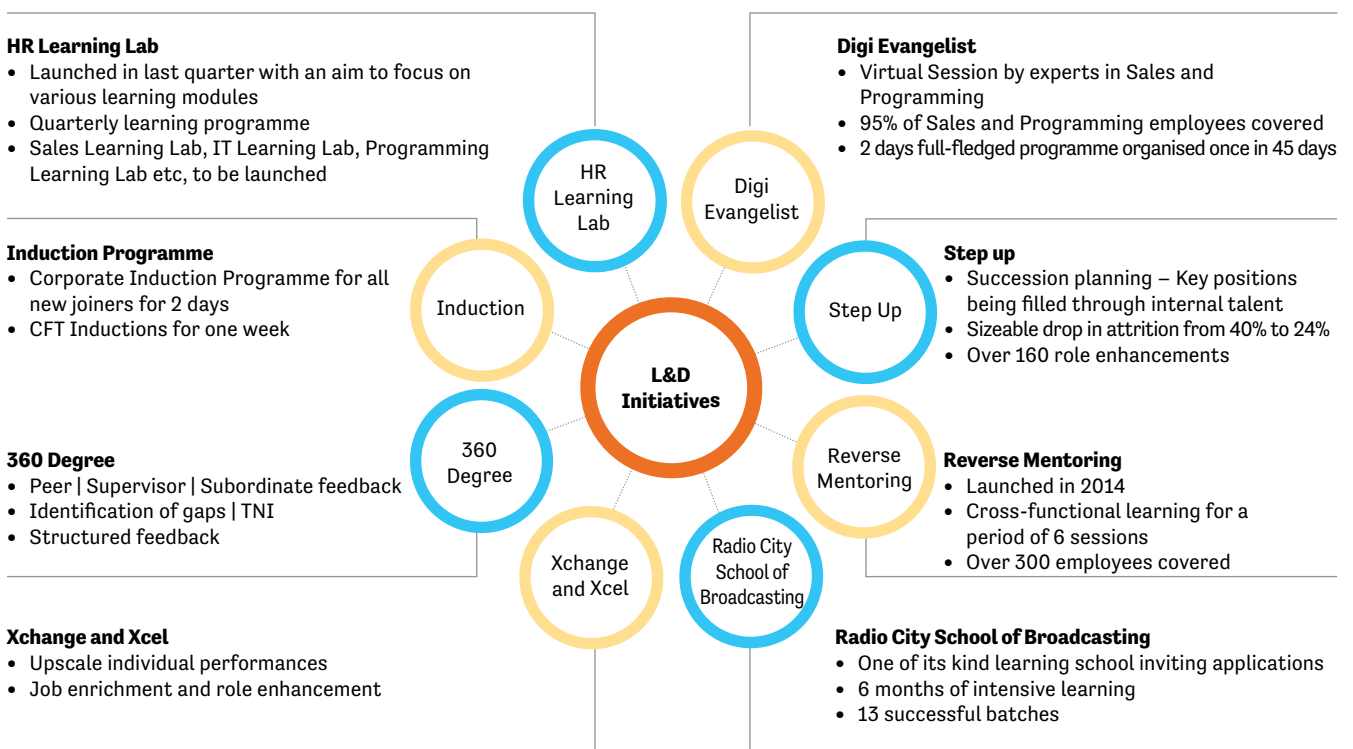 HR Learning Lab
• Launched in last quarter with an aim to focus on
various learning modules
• Quarterly learning programme
• Sales Learning Lab, IT Learning Lab, Programming
Learning Lab etc, to be launched
Digi Evangelist
• Virtual Session by experts in Sales and
Programming
• 95% of Sales and Programming employees covered
• 2 days full-fledged programme organised once in 45 days
HR
Learning
Lab
Digi
Evangelist
Induction Programme
• Corporate Induction Programme for all
new joiners for 2 days
• CFT Inductions for one week
Induction
Step Up
Step up
• Succession planning – Key positions
being filled through internal talent
• Sizeable drop in attrition from 40% to 24%
• Over 160 role enhancements
L&D
Initiatives
360 Degree
• Peer | Supervisor | Subordinate feedback
• Identification of gaps | TNI
• Structured feedback
360
Degree
Reverse
Mentoring
Reverse Mentoring
• Launched in 2014
• Cross-functional learning for a
period of 6 sessions
• Over 300 employees covered
Xchange
and Xcel
Radio City
School of
Broadcasting
Xchange and Xcel
• Upscale individual performances
• Job enrichment and role enhancement
Radio City School of Broadcasting
• One of its kind learning school inviting applications
• 6 months of intensive learning
• 13 successful batches